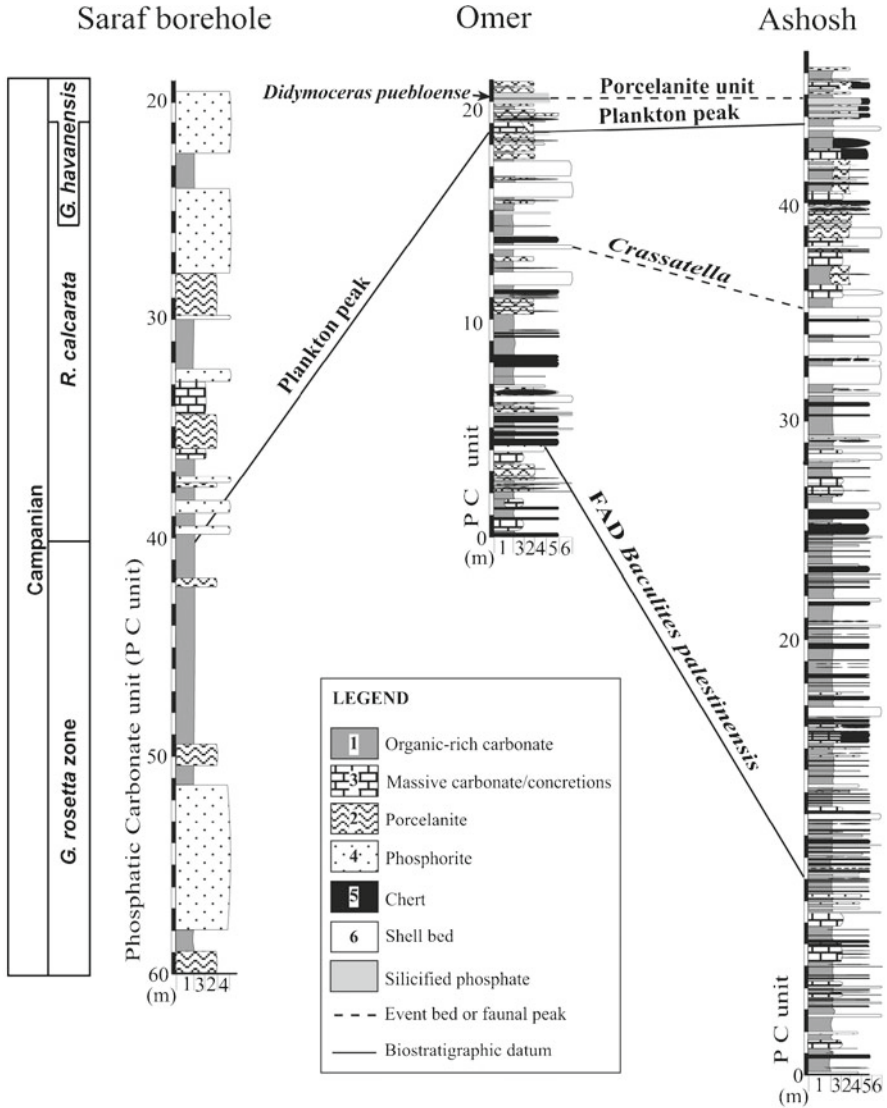 Saraf borehole
Omer
Ashosh
Campanian
G. havanensis
R. calcarata
G. rosetta zone
Phosphatic Carbonate unit (P C unit)
20
30
40
50
60
(m)
1 3 2 4
Didymoceras puebloense
Porcelanite unit
Plankton peak
Plankton peak
Crassatella
FAD Baculites palestinensis
20
10
0
P C unit
(m)
1 3 2 4 5 6
40
30
20
0
P C unit
(m)
1 3 2 4 5 6
LEGEND
1 Organic-rich carbonate
3 Massive carbonate/concretions
2 Porcelanite
4 Phosphorite
5 Chert
6 Shell bed
Silicified phosphate
Event bed or faunal peak
Biostratigraphic datum